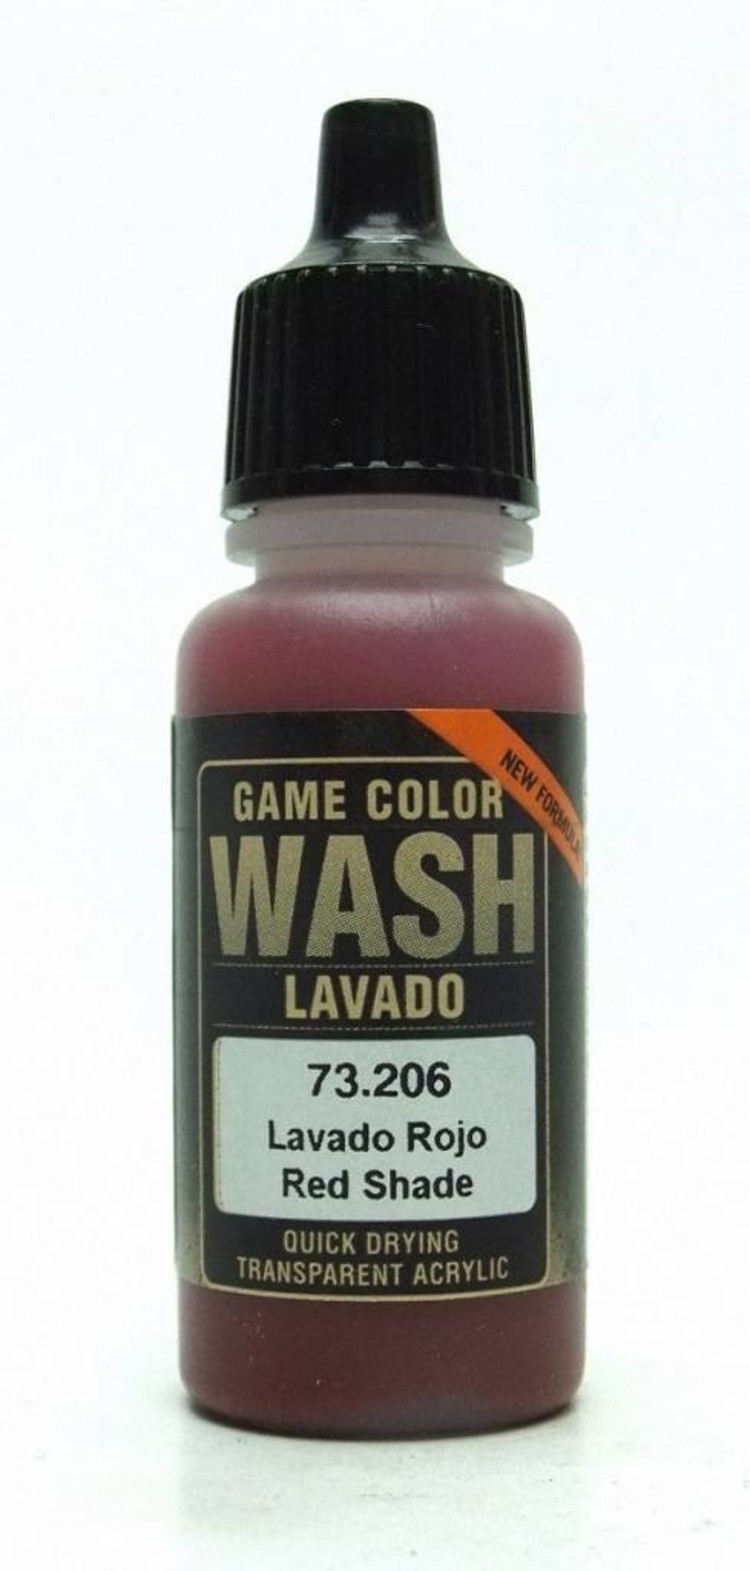 NEW FORMULA
GAME COLOR
WASH
LAVADO
73.206
Lavado Rojo
Red Shade
QUICK DRYING
TRANSPARENT ACRYLIC